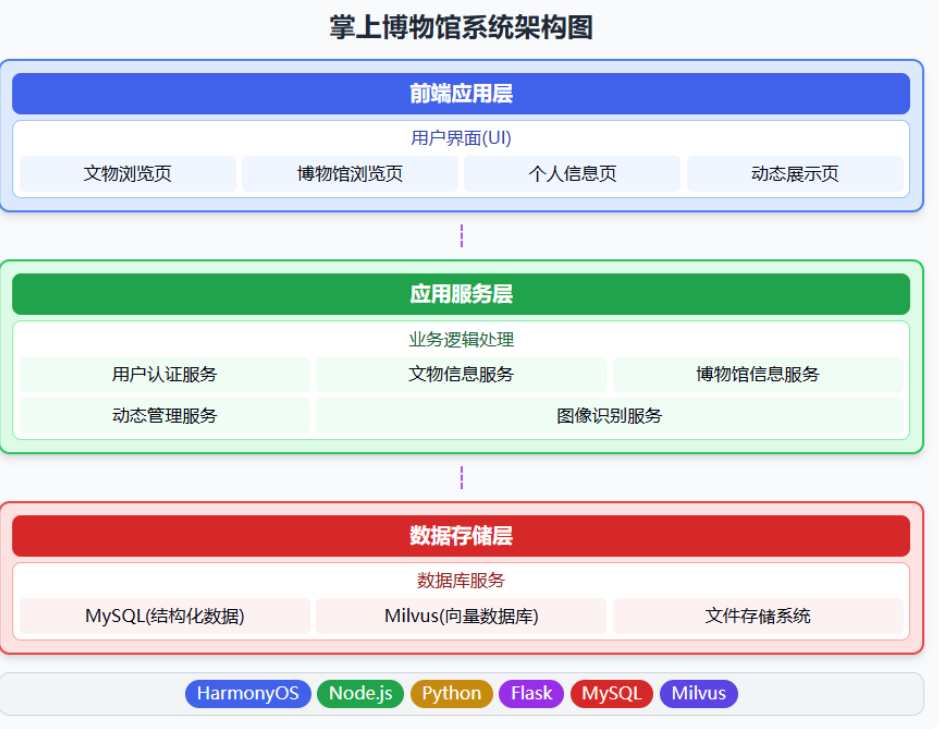 掌上博物馆系统架构图
前端应用层
用户界面(UI)
文物浏览页 博物馆浏览页 个人信息页 动态展示页
应用服务层
业务逻辑处理
用户认证服务 文物信息服务 博物馆信息服务
动态管理服务 图像识别服务
数据存储层
数据库服务
MySQL(结构化数据) Milvus(向量数据库) 文件存储系统
HarmonyOS Node.js Python Flask MySQL Milvus